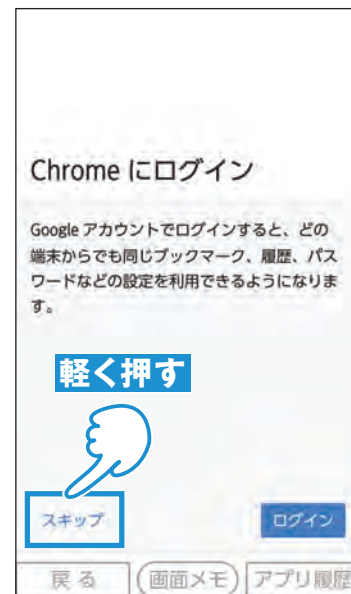 Chrome にログイン
Google アカウントでログインすると、どの
端末からでも同じブックマーク、履歴、パス
ワードなどの設定を利用できるようになりま
す。
軽く押す
スキップ
ログイン
戻る
画面メモ
アプリ履歴